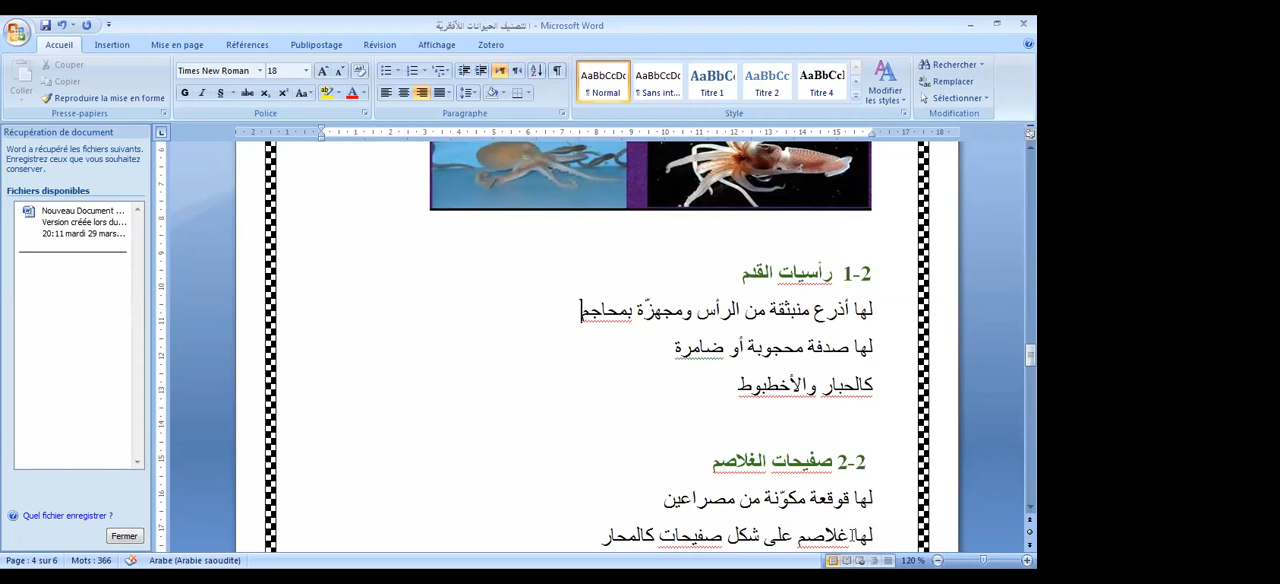 التصنيف الحيوانات الأفقرية - Microsoft Word
Accueil Insertion Mise en page Références Publipostage Révision Affichage Zotero
Coller
Couper
Copier
Reproduire la mise en forme
Presse-papiers
Times New Roman 18
Police
Paragraphe
AaBbCcDc AaBbCcDc AaBbC AaBbCc AaBbCcI
¶ Normal ¶ Sans int... Titre 1 Titre 2 Titre 4
Style
Modifier les styles
Rechercher
Remplacer
Sélectionner
Modification
Récupération de document
Word a récupéré les fichiers suivants.
Enregistrez ceux que vous souhaitez
conserver.
Fichiers disponibles
Nouveau Document ...
Version créée lors du...
20:11 mardi 29 mars...
Quel fichier enregistrer ?
Fermer
1-2 رأسيات القدم
لها أذرع منبثقة من الرأس ومجهزّة بمحاجم
لها صدفة محجوبة أو ضامرة
كالحبار والأخطبوط
2-2 صفيحات الغلاصم
لها قوقعة مكوّنة من مصراعين
لها غلاصم على شكل صفيحات كالمحار
Page : 4 sur 6 Mots : 366 Arabe (Arabie saoudite) 120 %